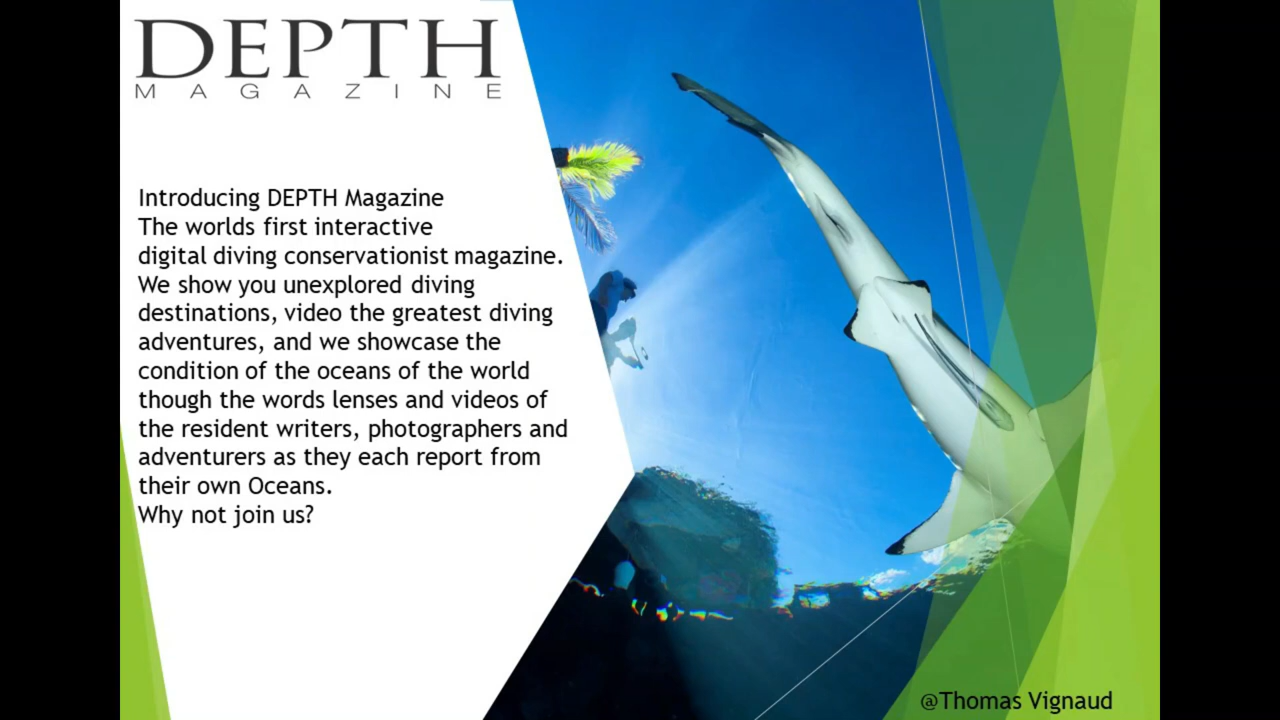 DEPTH
MAGAZINE
Introducing DEPTH Magazine
The worlds first interactive
digital diving conservationist magazine.
We show you unexplored diving
destinations, video the greatest diving
adventures, and we showcase the
condition of the oceans of the world
though the words lenses and videos of
the resident writers, photographers and
adventurers as they each report from
their own Oceans.
Why not join us?
@Thomas Vignaud